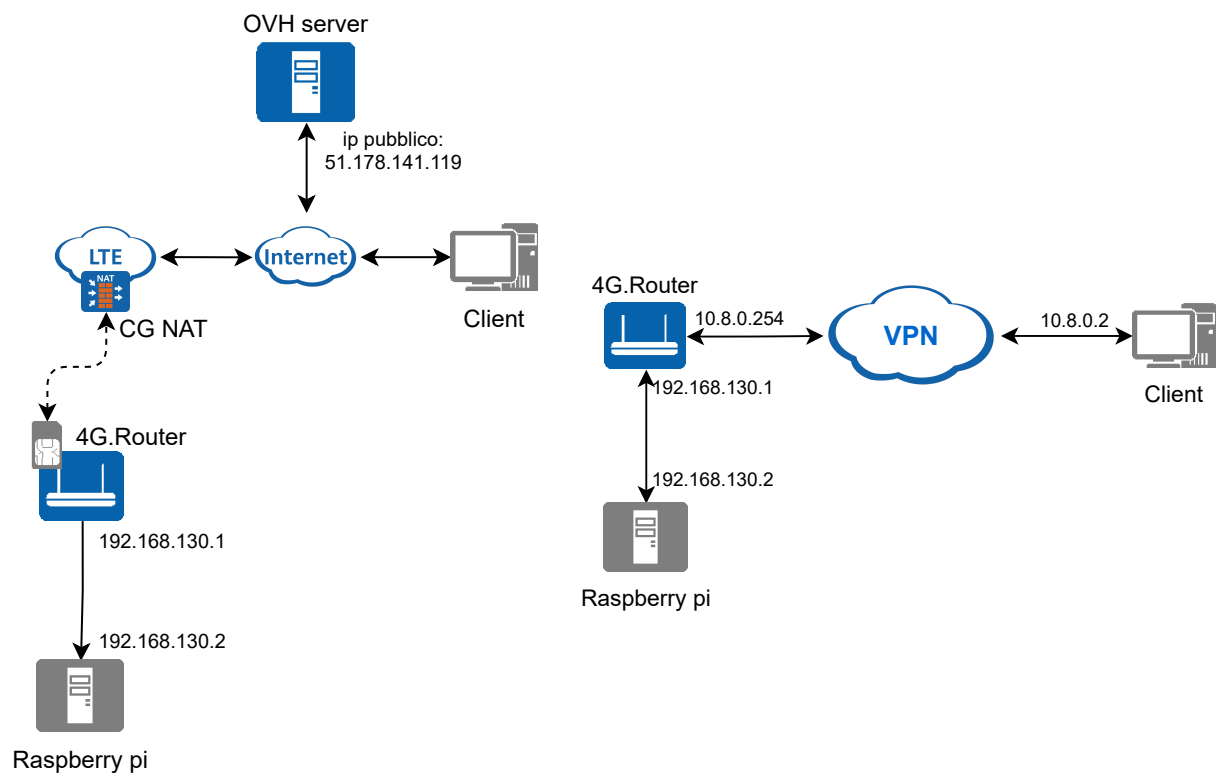 OVH server
ip pubblico:
51.178.141.119
LTE
NAT
CG NAT
Internet
Client
4G.Router
192.168.130.1
192.168.130.2
Raspberry pi
4G.Router
10.8.0.254
VPN
10.8.0.2
Client
192.168.130.1
192.168.130.2
Raspberry pi